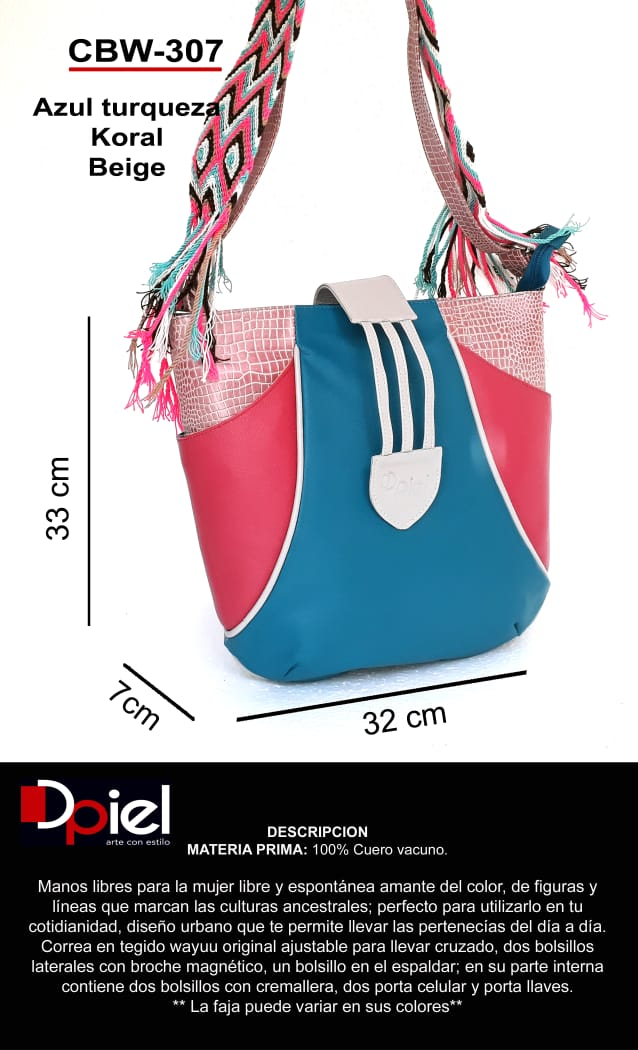 CBW-307
Azul turqueza
Koral
Beige
Dpiel
33 cm
7cm
32 cm
Dpiel
arte con estilo
DESCRIPCION
MATERIA PRIMA: 100% Cuero vacuno.
Manos libres para la mujer libre y espontánea amante del color, de figuras y
líneas que marcan las culturas ancestrales; perfecto para utilizarlo en tu
cotidianidad, diseño urbano que te permite llevar las pertenecías del día a día.
Correa en tegido wayuu original ajustable para llevar cruzado, dos bolsillos
laterales con broche magnético, un bolsillo en el espaldar; en su parte interna
contiene dos bolsillos con cremallera, dos porta celular y porta llaves.
** La faja puede variar en sus colores**